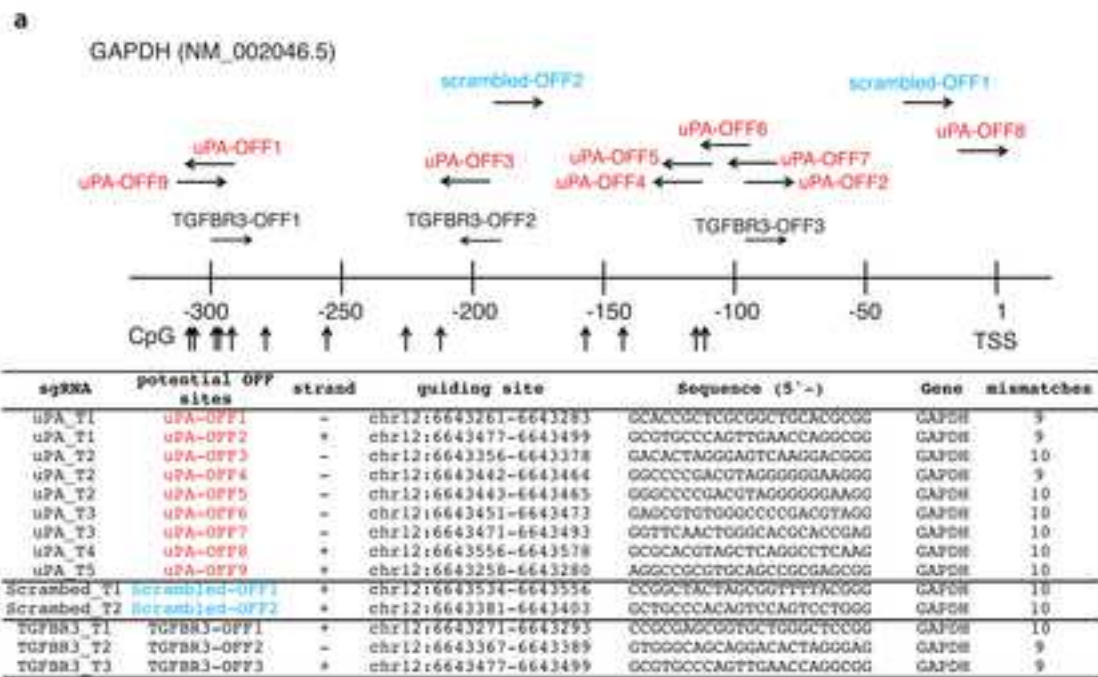 a
GAPDH (NM_002046.5)
scrambled-OFF2 scrambled-OFF1
uPA-OFF6 uPA-OFF8
uPA-OFF1 uPA-OFF3 uPA-OFF5 uPA-OFF7
uPA-OFF9 uPA-OFF4 uPA-OFF2
TGFBR3-OFF1 TGFBR3-OFF2 TGFBR3-OFF3
-300 -250 -200 -150 -100 -50 1
CpG TSS
sgRNA potential OFF sites strand guiding site Sequence (5`-) Gene mismatches
uPA_T1 uPA-OFF1 - chr12:6643261-6643283 GCACCGCTCGCGGCTGCACGCGG GAPDH 9
uPA_T1 uPA-OFF2 + chr12:6643477-6643499 GCGTGCCCAGTTGAACCAGGCGG GAPDH 9
uPA_T2 uPA-OFF3 - chr12:6643356-6643378 GACACTAGGGAGTCAAGGACGGG GAPDH 10
uPA_T2 uPA-OFF4 - chr12:6643442-6643464 GGCCCCGACGTAGGGGGGAAGGG GAPDH 9
uPA_T2 uPA-OFF5 - chr12:6643443-6643465 GGGCCCCGACGTAGGGGGGAAGG GAPDH 10
uPA_T3 uPA-OFF6 - chr12:6643451-6643473 GAGCGTGTGGGCCCCGACGTAGG GAPDH 10
uPA_T3 uPA-OFF7 - chr12:6643471-6643493 GGTTCAACTGGGCACGCACCGAG GAPDH 10
uPA_T4 uPA-OFF8 + chr12:6643556-6643578 GCGCACGTAGCTCAGGCCTCAAG GAPDH 10
uPA_T5 uPA-OFF9 + chr12:6643258-6643280 AGGCCGCGTGCAGCCGCGAGCGG GAPDH 10
Scrambed_T1 Scrambled-OFF1 + chr12:6643534-6643556 CCGGCTACTAGCGGTTTTACGGG GAPDH 10
Scrambed_T2 Scrambled-OFF2 + chr12:6643381-6643403 GCTGCCCACAGTCCAGTCCTGGG GAPDH 10
TGFBR3_T1 TGFBR3-OFF1 + chr12:6643271-6643293 CCGCGAGCGGTGCTGGGCTCCGG GAPDH 10
TGFBR3_T2 TGFBR3-OFF2 - chr12:6643367-6643389 GTGGGCAGCAGGACACTAGGGAG GAPDH 9
TGFBR3_T3 TGFBR3-OFF3 + chr12:6643477-6643499 GCGTGCCCAGTTGAACCAGGCGG GAPDH 9